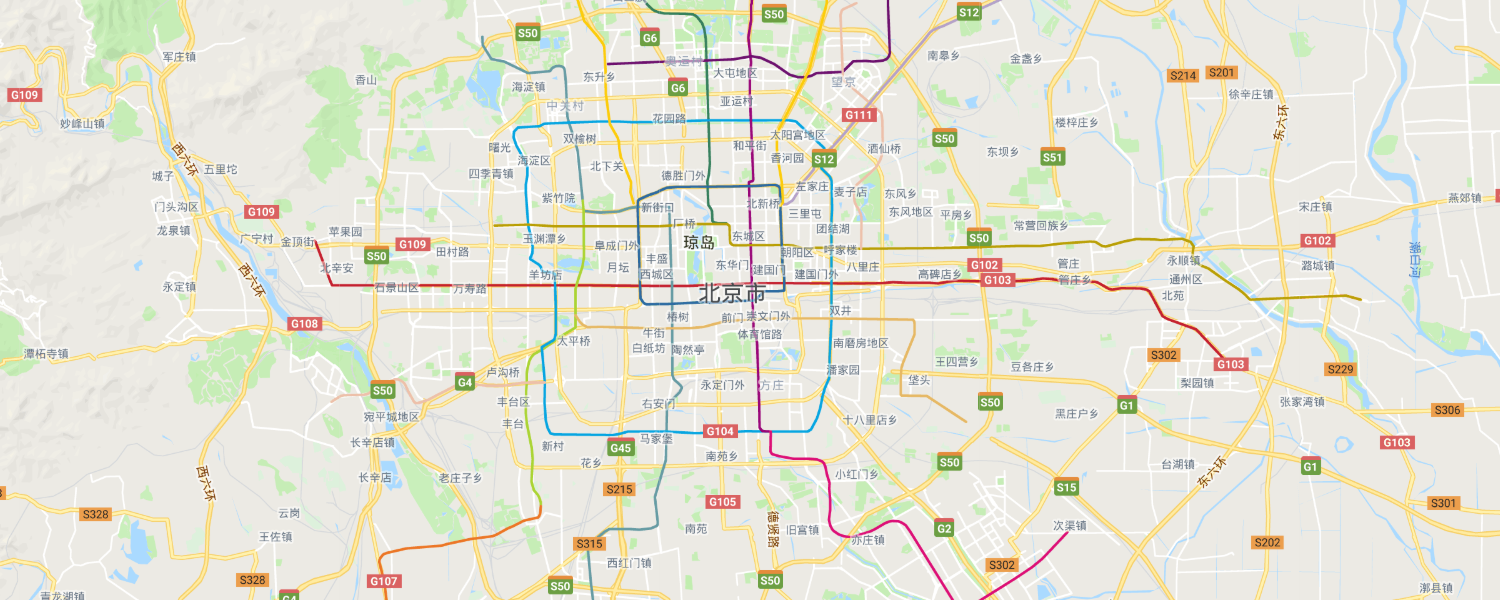 S50
S12
G6
军庄镇
奥运村
南皋乡
金盏乡
香山
东升乡
大屯地区
S214
S201
海淀镇
望京
G6
G109
徐辛庄镇
中关村
亚运村
G111
妙峰山镇
花园路
楼梓庄乡
东六环
双榆树
太阳宫地区
S50
曙光
和平街
酒仙桥
东坝乡
S51
西六环
海淀区
北下关
香河园
S12
五里坨
四季青镇
德胜门外
城子
左家庄
麦子店
东风乡
紫竹院
燕郊镇
门头沟区
新街口
北新桥
三里屯
东风地区
平房乡
宋庄镇
G109
龙泉镇
苹果园
厂桥
团结湖
常营回族乡
广宁村
金顶街
G109
玉渊潭乡
阜成门外
琼岛
东城区
S50
G102
S50
田村路
丰盛
朝阳区
呼家楼
潮白河
北辛安
月坛
西城区
东华门
建国门
建国门外
八里庄
G102
管庄
永顺镇
潞城镇
羊坊店
高碑店乡
G103
管庄乡
通州区
西六环
永定镇
石景山区
万寿路
北京市
北苑
椿树
前门
崇文门外
双井
G108
牛街
体育馆路
太平桥
白纸坊
陶然亭
南磨房地区
潭柘寺镇
S302
卢沟桥
王四营乡
豆各庄乡
G103
S229
S50
G4
永定门外
方庄
潘家园
垡头
梨园镇
丰台区
右安门
S50
G1
张家湾镇
S306
宛平城地区
十八里店乡
黑庄户乡
丰台
G104
长辛店镇
新村
G45
马家堡
G103
花乡
南苑乡
S50
台湖镇
G1
西六环
长辛店
老庄子乡
小红门乡
东六环
S215
S15
G105
S301
S328
云岗
南苑
德贤路
旧宫镇
G2
次渠镇
王佐镇
S315
亦庄镇
S202
西红门镇
S302
S328
G107
S50
S50
青龙湖镇
G4
漷县镇